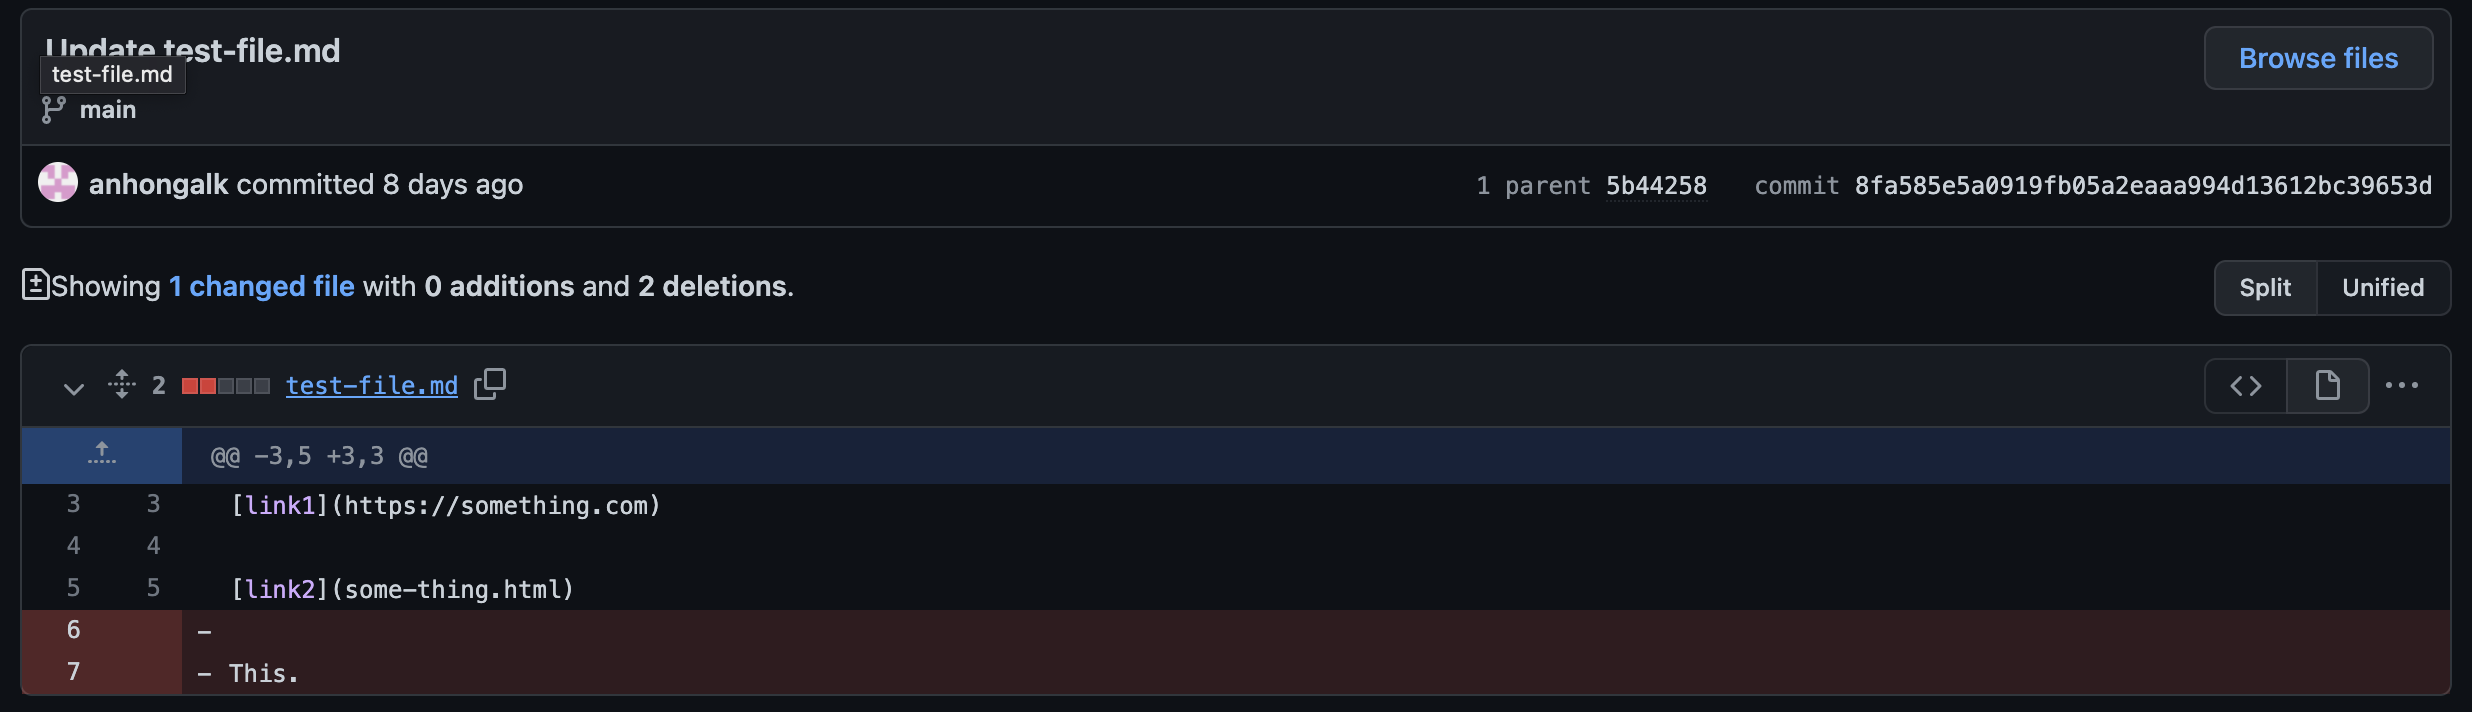 Update test-file.md
test-file.md
main
Browse files
anhongalk committed 8 days ago
1 parent 5b44258 commit 8fa585e5a0919fb05a2eaaa994d13612bc39653d
Showing 1 changed file with 0 additions and 2 deletions.
Split Unified
2 test-file.md
@@ -3,5 +3,3 @@
3 3 [link1](https://something.com)
4 4
5 5 [link2](some-thing.html)
6 -
7 - This.